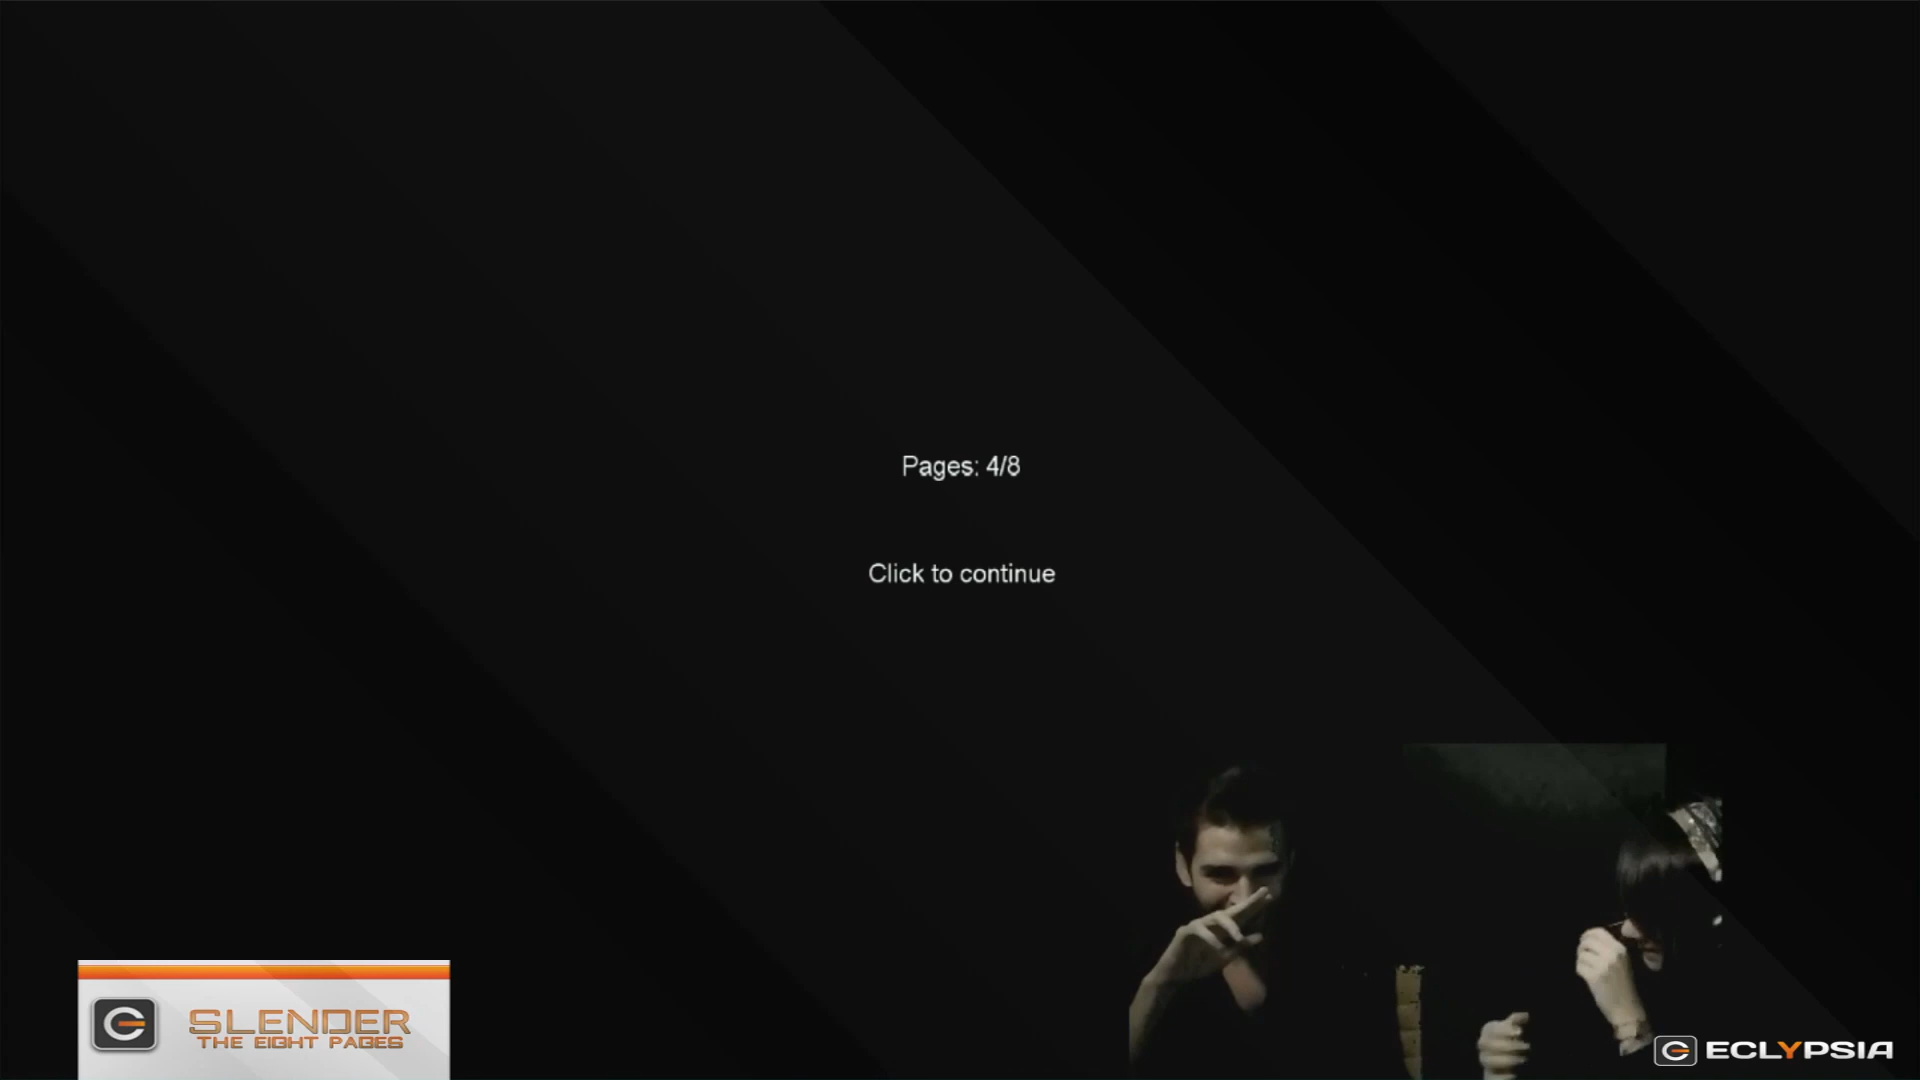 Pages: 4/8
Click to continue
SLENDER
THE EIGHT PAGES
ECLYPSIA